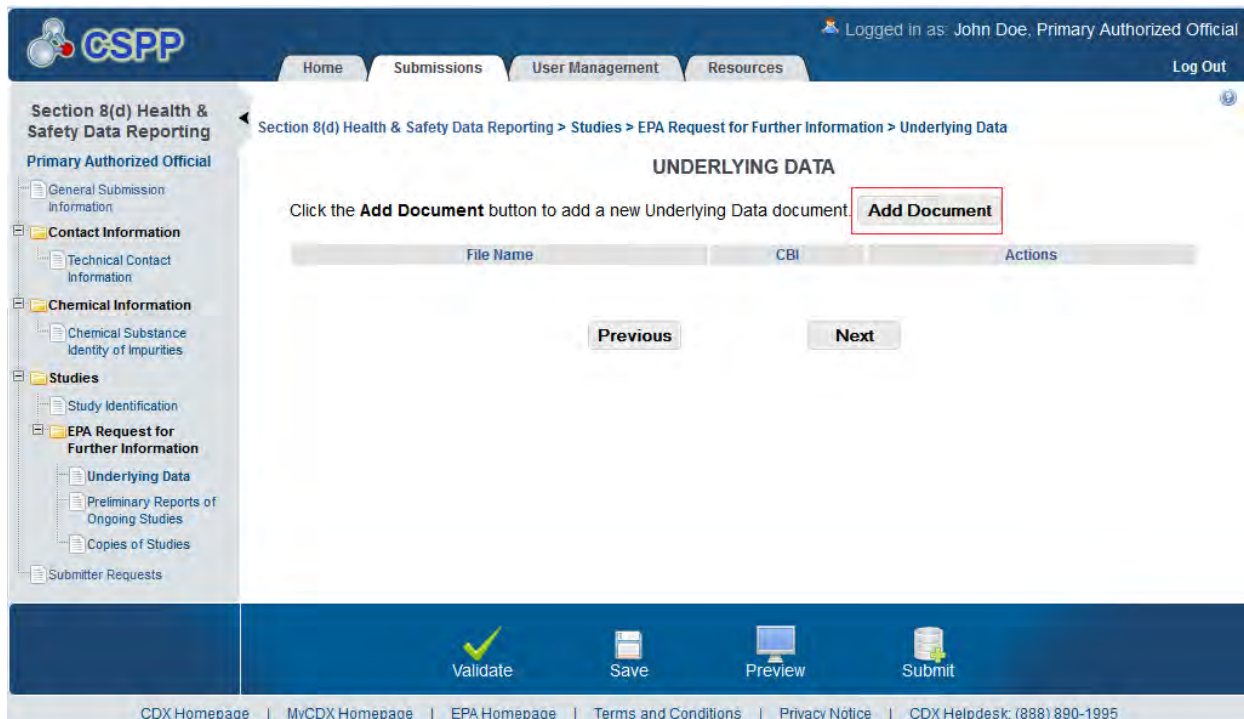 CSPP
Logged in as: John Doe, Primary Authorized Official
Home Submissions User Management Resources
Log Out
Section 8(d) Health &
Safety Data Reporting
Primary Authorized Official
General Submission
Information
Contact Information
Technical Contact
Information
Chemical Information
Chemical Substance
Identity of Impurities
Studies
Study Identification
EPA Request for
Further Information
Underlying Data
Preliminary Reports of
Ongoing Studies
Copies of Studies
Submitter Requests
Section 8(d) Health & Safety Data Reporting > Studies > EPA Request for Further Information > Underlying Data
UNDERLYING DATA
Click the Add Document button to add a new Underlying Data document. Add Document
File Name CBI Actions
Previous Next
Validate Save Preview Submit
CDX Homepage | MyCDX Homepage | EPA Homepage | Terms and Conditions | Privacy Notice | CDX Helpdesk: (888) 890-1995